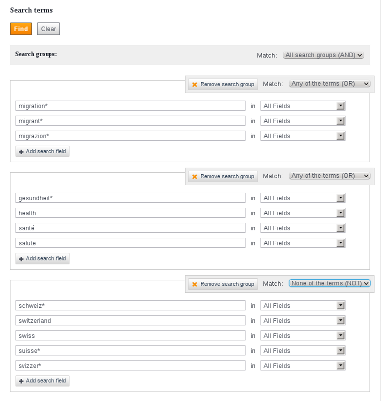 Search terms
Find Clear
Search groups: Match: All search groups (AND)
Remove search group Match: Any of the terms (OR)
migration* in All Fields
migrant* in All Fields
migrazion* in All Fields
Add search field
Remove search group Match: Any of the terms (OR)
gesundheit* in All Fields
health in All Fields
santé in All Fields
salute in All Fields
Add search field
Remove search group Match: None of the terms (NOT)
schweiz* in All Fields
switzerland in All Fields
swiss in All Fields
suisse* in All Fields
svizzer* in All Fields
Add search field